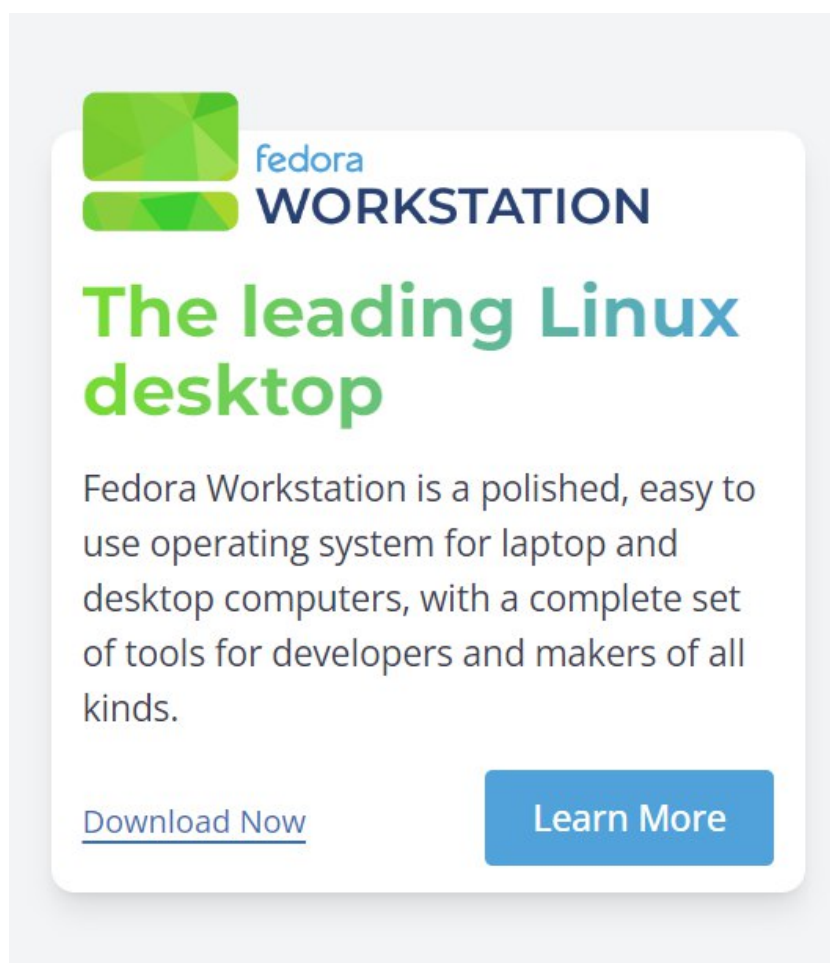 fedora
WORKSTATION
The leading Linux
desktop
Fedora Workstation is a polished, easy to
use operating system for laptop and
desktop computers, with a complete set
of tools for developers and makers of all
kinds.
Download Now
Learn More